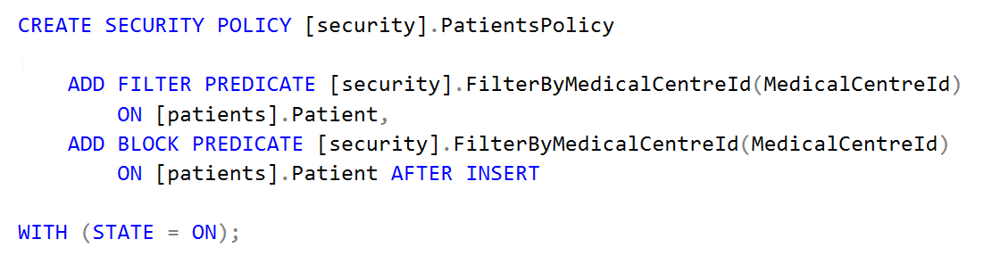 CREATE SECURITY POLICY [security].PatientsPolicy
ADD FILTER PREDICATE [security].FilterByMedicalCentreId(MedicalCentreId)
ON [patients].Patient,
ADD BLOCK PREDICATE [security].FilterByMedicalCentreId(MedicalCentreId)
ON [patients].Patient AFTER INSERT
WITH (STATE = ON);